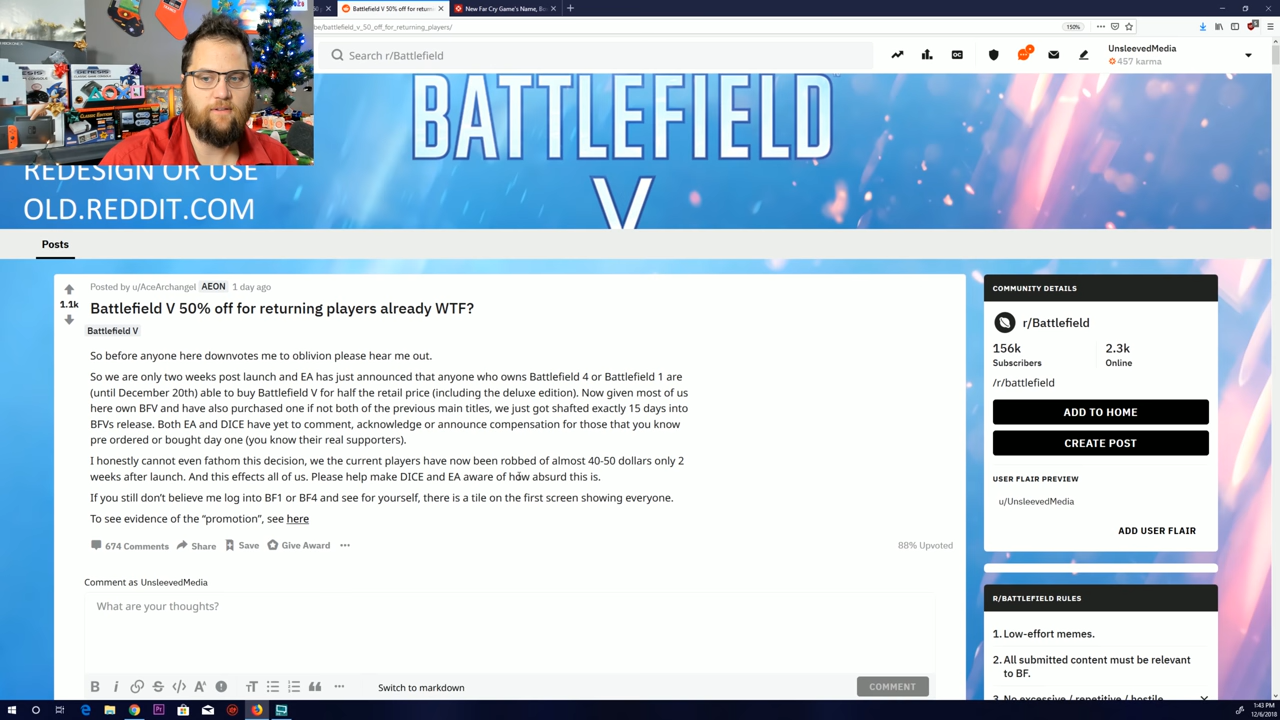 Battlefield V 50% off for return
New Far Cry Game's Name, Bo
be/battlefield_v_50_off_for_returning_players/
150%
Search r/Battlefield
UnsleevedMedia
457 karma
BATTLEFIELD
V
REDESIGN OR USE
OLD.REDDIT.COM
GENESIS
GENESIS
Posts
Posted by u/AceArchangel AEON 1 day ago
1.1k
Battlefield V 50% off for returning players already WTF?
Battlefield V
So before anyone here downvotes me to oblivion please hear me out.
So we are only two weeks post launch and EA has just announced that anyone who owns Battlefield 4 or Battlefield 1 are
(until December 20th) able to buy Battlefield V for half the retail price (including the deluxe edition). Now given most of us
here own BFV and have also purchased one if not both of the previous main titles, we just got shafted exactly 15 days into
BFVs release. Both EA and DICE have yet to comment, acknowledge or announce compensation for those that you know
pre ordered or bought day one (you know their real supporters).
I honestly cannot even fathom this decision, we the current players have now been robbed of almost 40-50 dollars only 2
weeks after launch. And this effects all of us. Please help make DICE and EA aware of how absurd this is.
If you still don't believe me log into BF1 or BF4 and see for yourself, there is a tile on the first screen showing everyone.
To see evidence of the “promotion”, see here
674 Comments Share Save Give Award
88% Upvoted
Comment as UnsleevedMedia
What are your thoughts?
Switch to markdown
COMMENT
COMMUNITY DETAILS
r/Battlefield
156k
Subscribers
2.3k
Online
/r/battlefield
ADD TO HOME
CREATE POST
USER FLAIR PREVIEW
u/UnsleevedMedia
ADD USER FLAIR
R/BATTLEFIELD RULES
1. Low-effort memes.
2. All submitted content must be relevant
to BF.
3. No excessive / repetitive / hostile
1:43 PM
12/6/2018